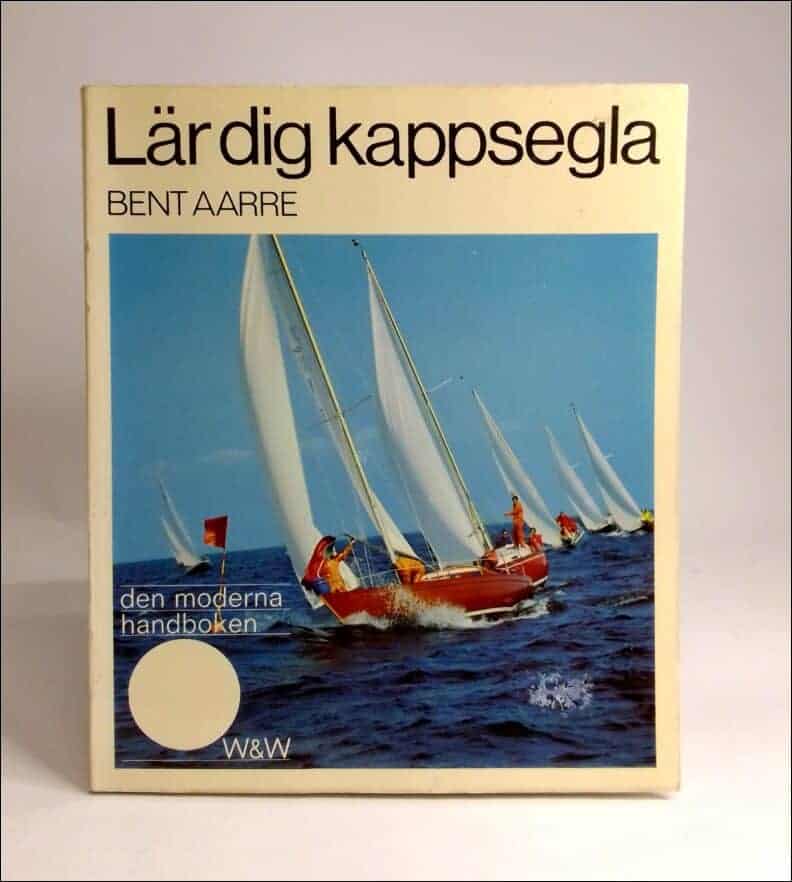 Lär dig kappsegla
BENT AARRE
den moderna
handboken
W&W